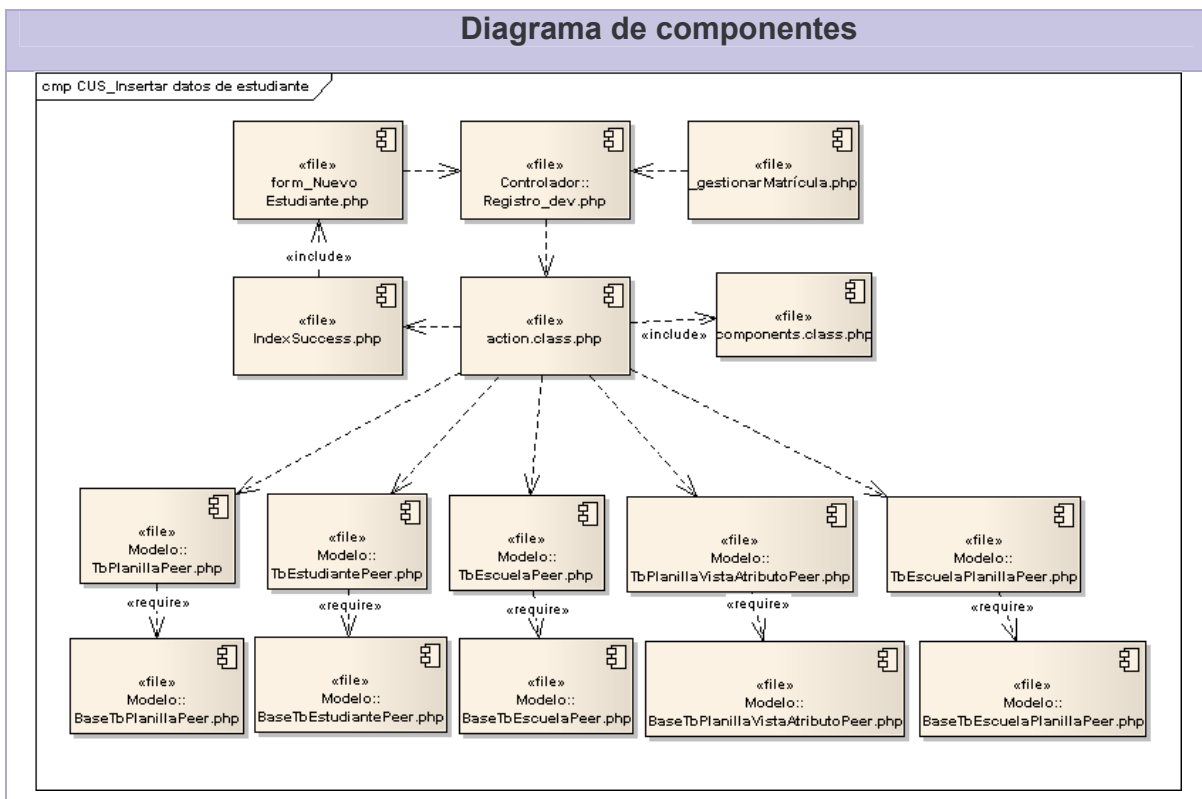 Diagrama de componentes
cmp CUS_Insertar datos de estudiante
«file»
form_Nuevo
Estudiante.php
«file»
Controlador::
Registro_dev.php
«file»
_gestionarMatrícula.php
«include»
«file»
IndexSuccess.php
«file»
action.class.php
«include»
«file»
components.class.php
«file»
Modelo::
TbPlanillaPeer.php
«file»
Modelo::
TbEstudiantePeer.php
«file»
Modelo::
TbEscuelaPeer.php
«file»
Modelo::
TbPlanillaVistaAtributoPeer.php
«file»
Modelo::
TbEscuelaPlanillaPeer.php
«require»
«require»
«require»
«require»
«require»
«file»
Modelo::
BaseTbPlanillaPeer.php
«file»
Modelo::
BaseTbEstudiantePeer.php
«file»
Modelo::
BaseTbEscuelaPeer.php
«file»
Modelo::
BaseTbPlanillaVistaAtributoPeer.php
«file»
Modelo::
BaseTbEscuelaPlanillaPeer.php